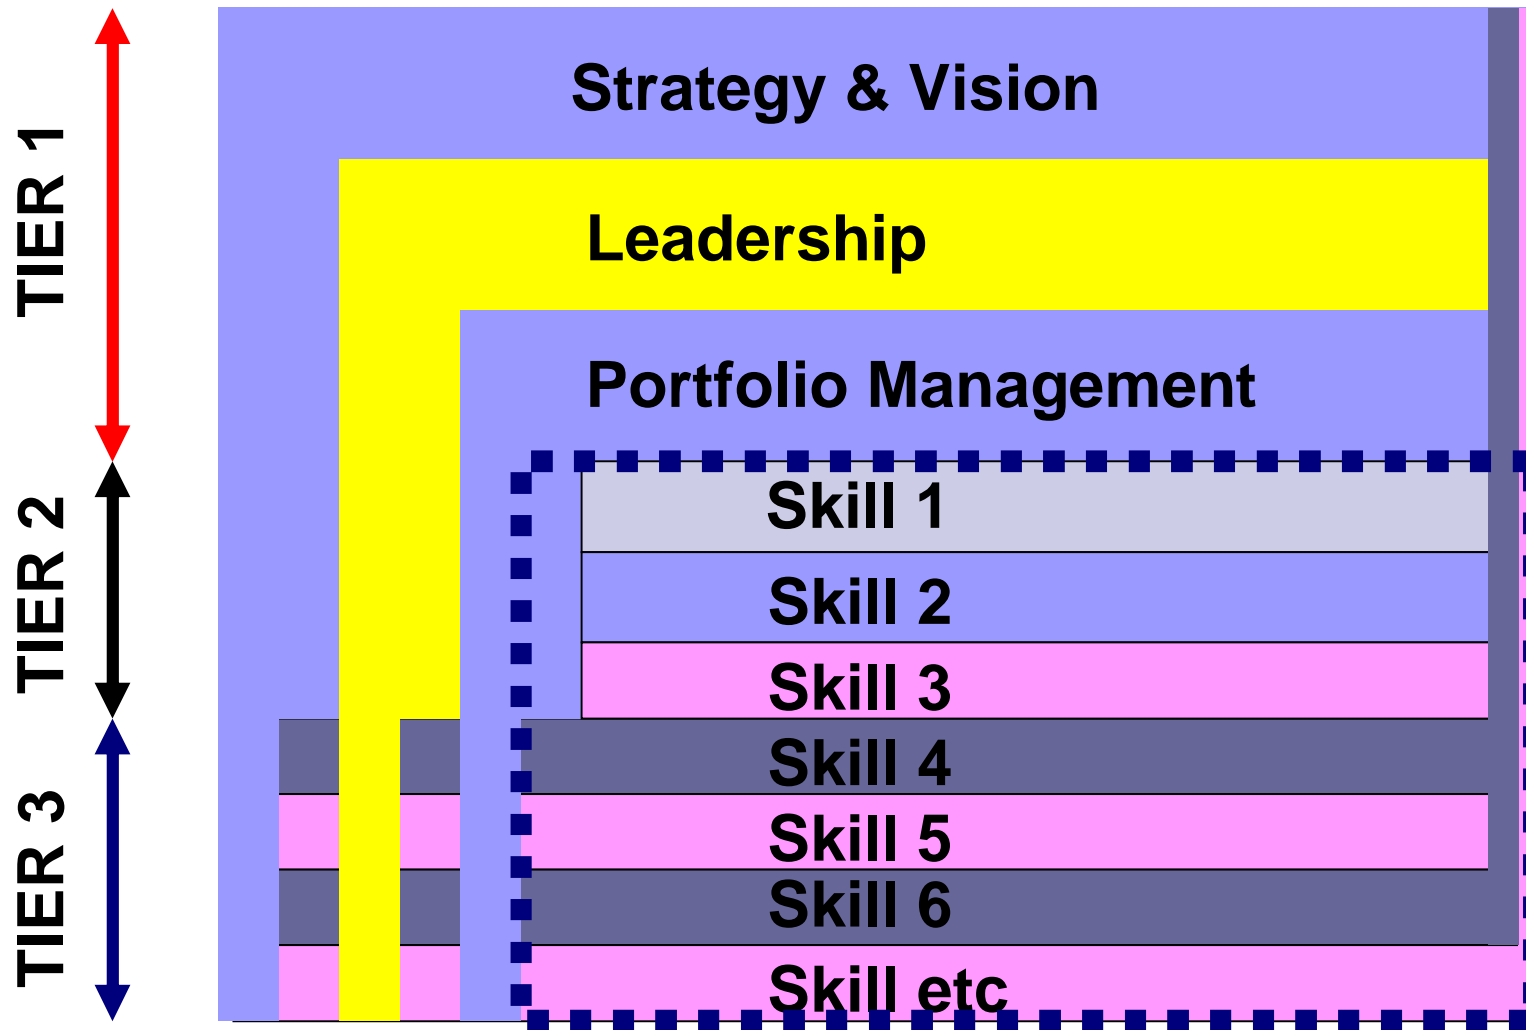 TIER 1
Strategy & Vision
Leadership
Portfolio Management
TIER 2
Skill 1
Skill 2
Skill 3
TIER 3
Skill 4
Skill 5
Skill 6
Skill etc